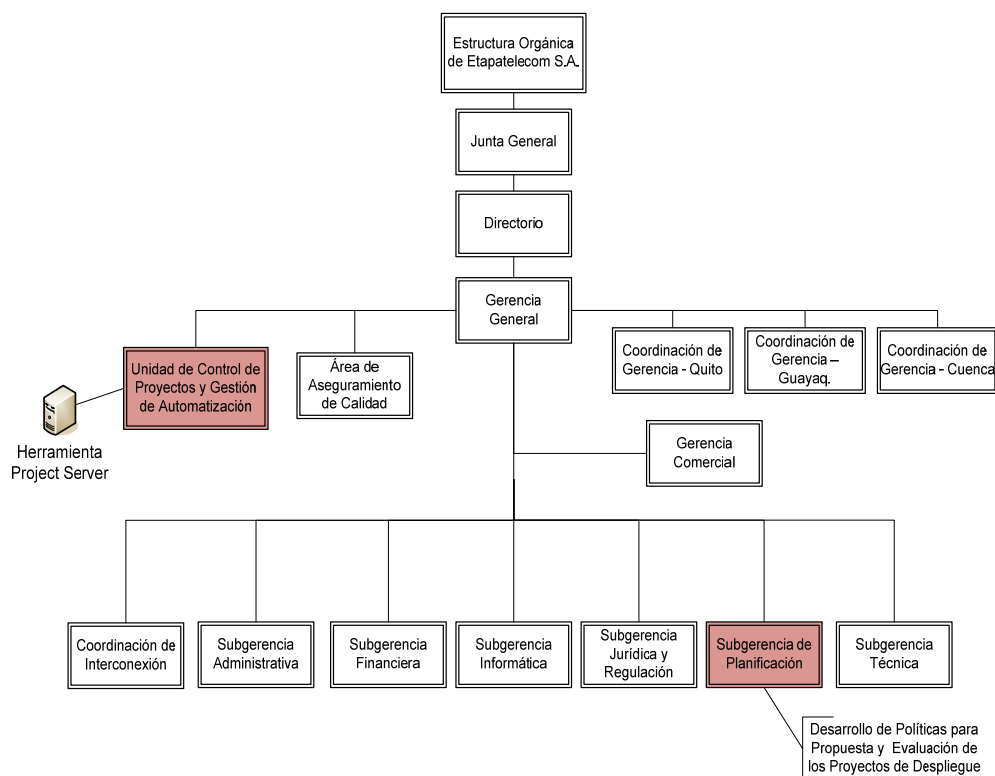 Estructura Orgánica
de Etapatelecom S.A.
Junta General
Directorio
Gerencia
General
Unidad de Control de
Proyectos y Gestión
de Automatización
Área de
Aseguramiento
de Calidad
Coordinación de
Gerencia - Quito
Coordinación de
Gerencia –
Guayaq.
Coordinación de
Gerencia - Cuenca
Herramienta
Project Server
Gerencia
Comercial
Coordinación de
Interconexión
Subgerencia
Administrativa
Subgerencia
Financiera
Subgerencia
Informática
Subgerencia
Jurídica y
Regulación
Subgerencia de
Planificación
Subgerencia
Técnica
Desarrollo de Políticas para
Propuesta y Evaluación de
los Proyectos de Despliegue